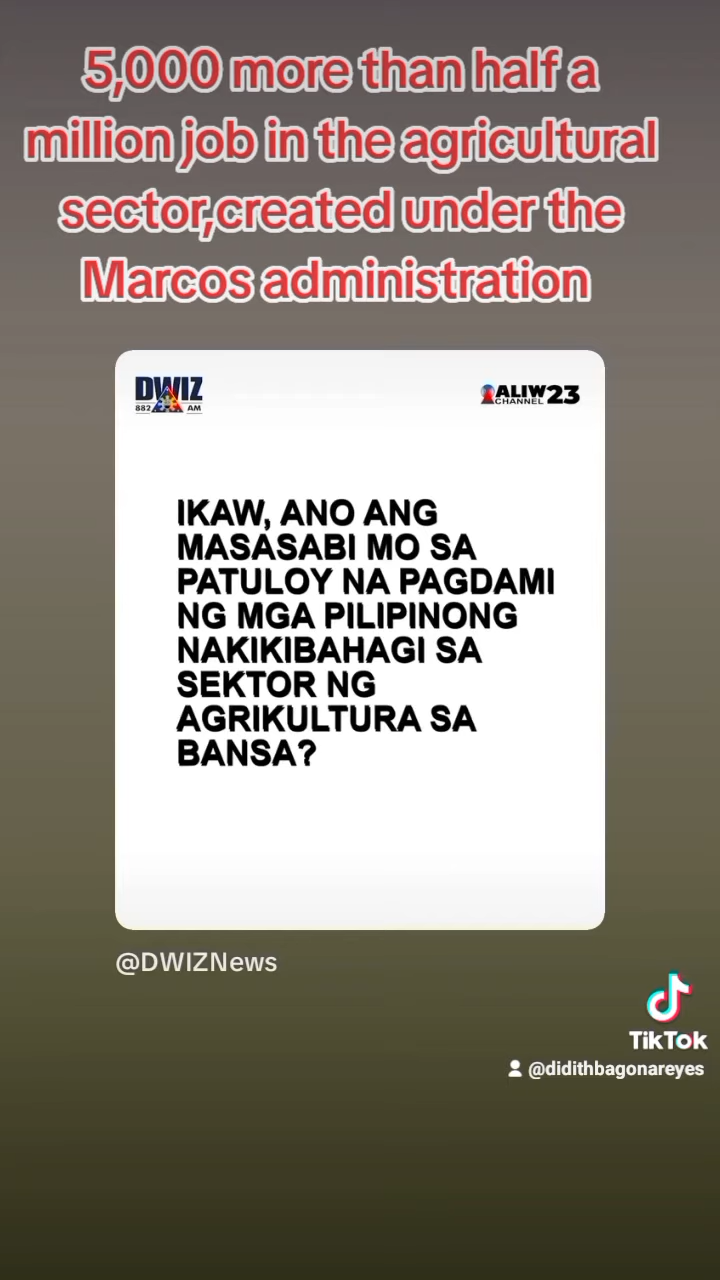 5,000 more than half a
million job in the agricultural
sector,created under the
Marcos administration
DWIZ
882 AM
ALIW 23
CHANNEL
IKAW, ANO ANG
MASASABI MO SA
PATULOY NA PAGDAMI
NG MGA PILIPINONG
NAKIKIBAHAGI SA
SEKTOR NG
AGRIKULTURA SA
BANSA?
@DWIZNews
TikTok
@didithbagonareyes